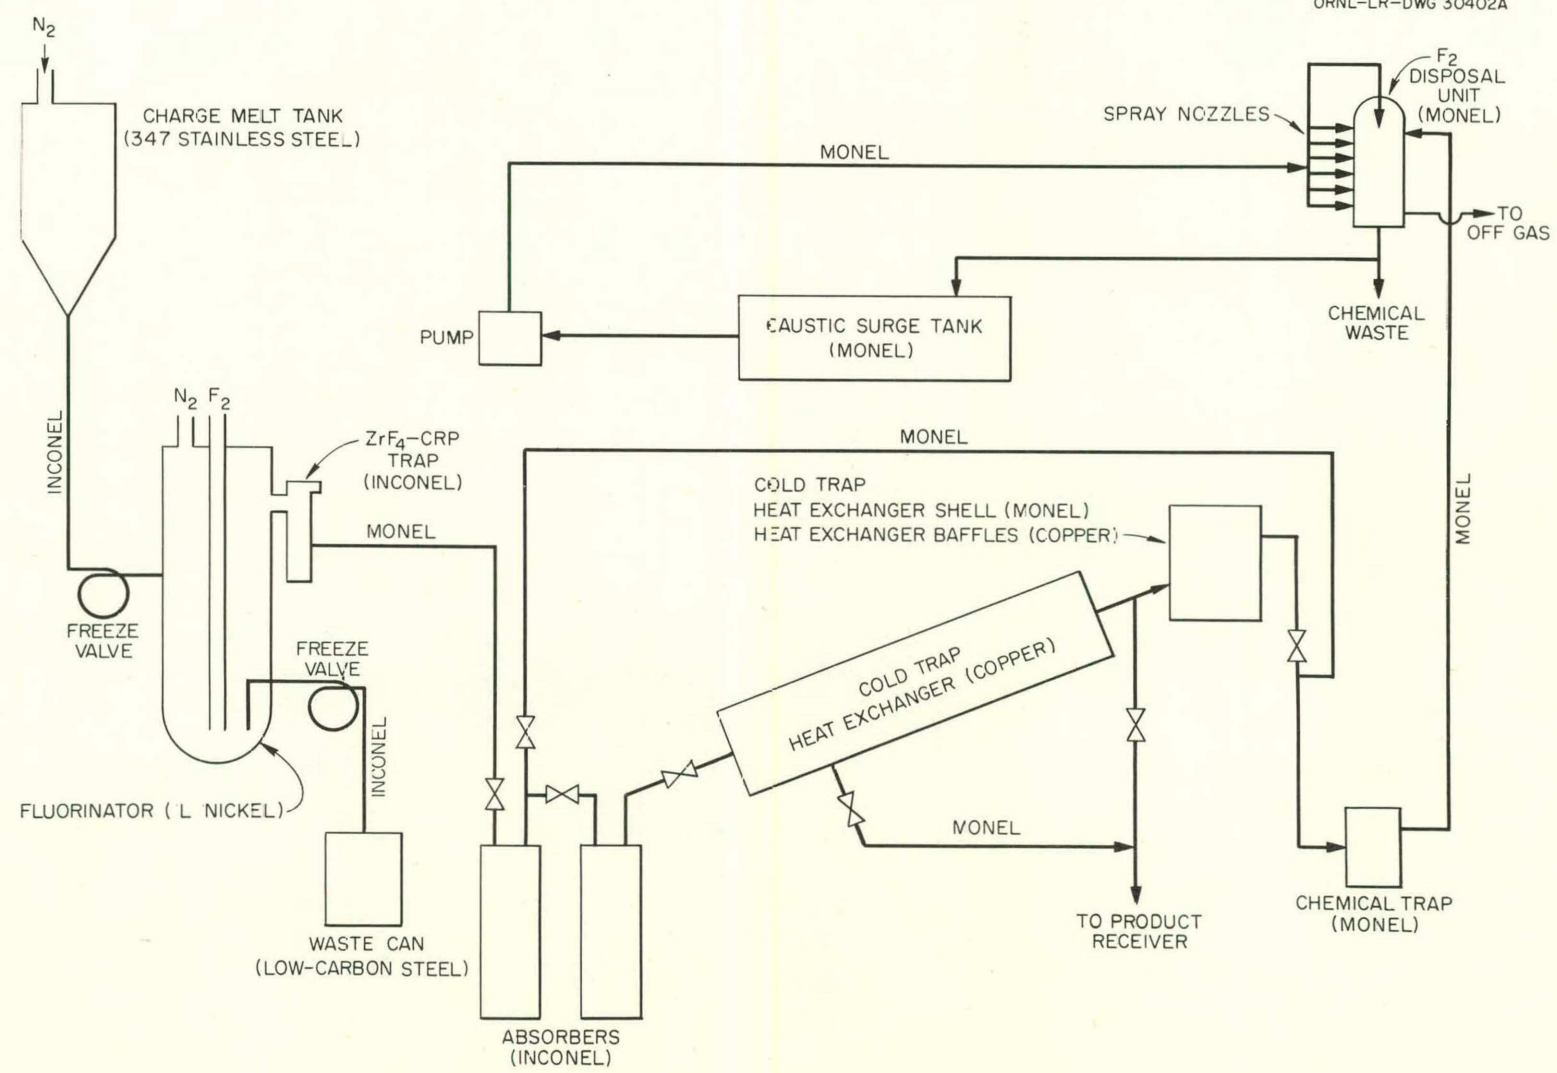 ORNL-LR-DWG 30402A
N2
CHARGE MELT TANK
(347 STAINLESS STEEL)
F2
DISPOSAL
UNIT
(MONEL)
SPRAY NOZZLES
MONEL
TO
OFF GAS
CHEMICAL
WASTE
PUMP
CAUSTIC SURGE TANK
(MONEL)
INCONEL
N2 F2
ZrF4-CRP
TRAP
(INCONEL)
MONEL
MONEL
COLD TRAP
HEAT EXCHANGER SHELL (MONEL)
HEAT EXCHANGER BAFFLES (COPPER)
MONEL
FREEZE
VALVE
FREEZE
VALVE
INCONEL
COLD TRAP
HEAT EXCHANGER (COPPER)
FLUORINATOR (L NICKEL)
MONEL
WASTE CAN
(LOW-CARBON STEEL)
TO PRODUCT
RECEIVER
CHEMICAL TRAP
(MONEL)
ABSORBERS
(INCONEL)